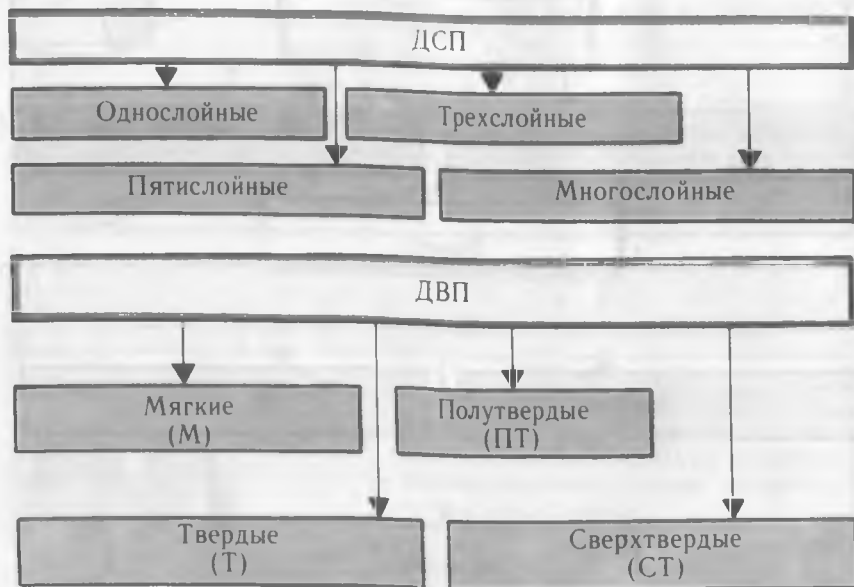 ДСП
Однослойные
Трехслойные
Пятислойные
Многослойные
ДВП
Мягкие
(М)
Полутвердые
(ПТ)
Твердые
(Т)
Сверхтвердые
(СТ)